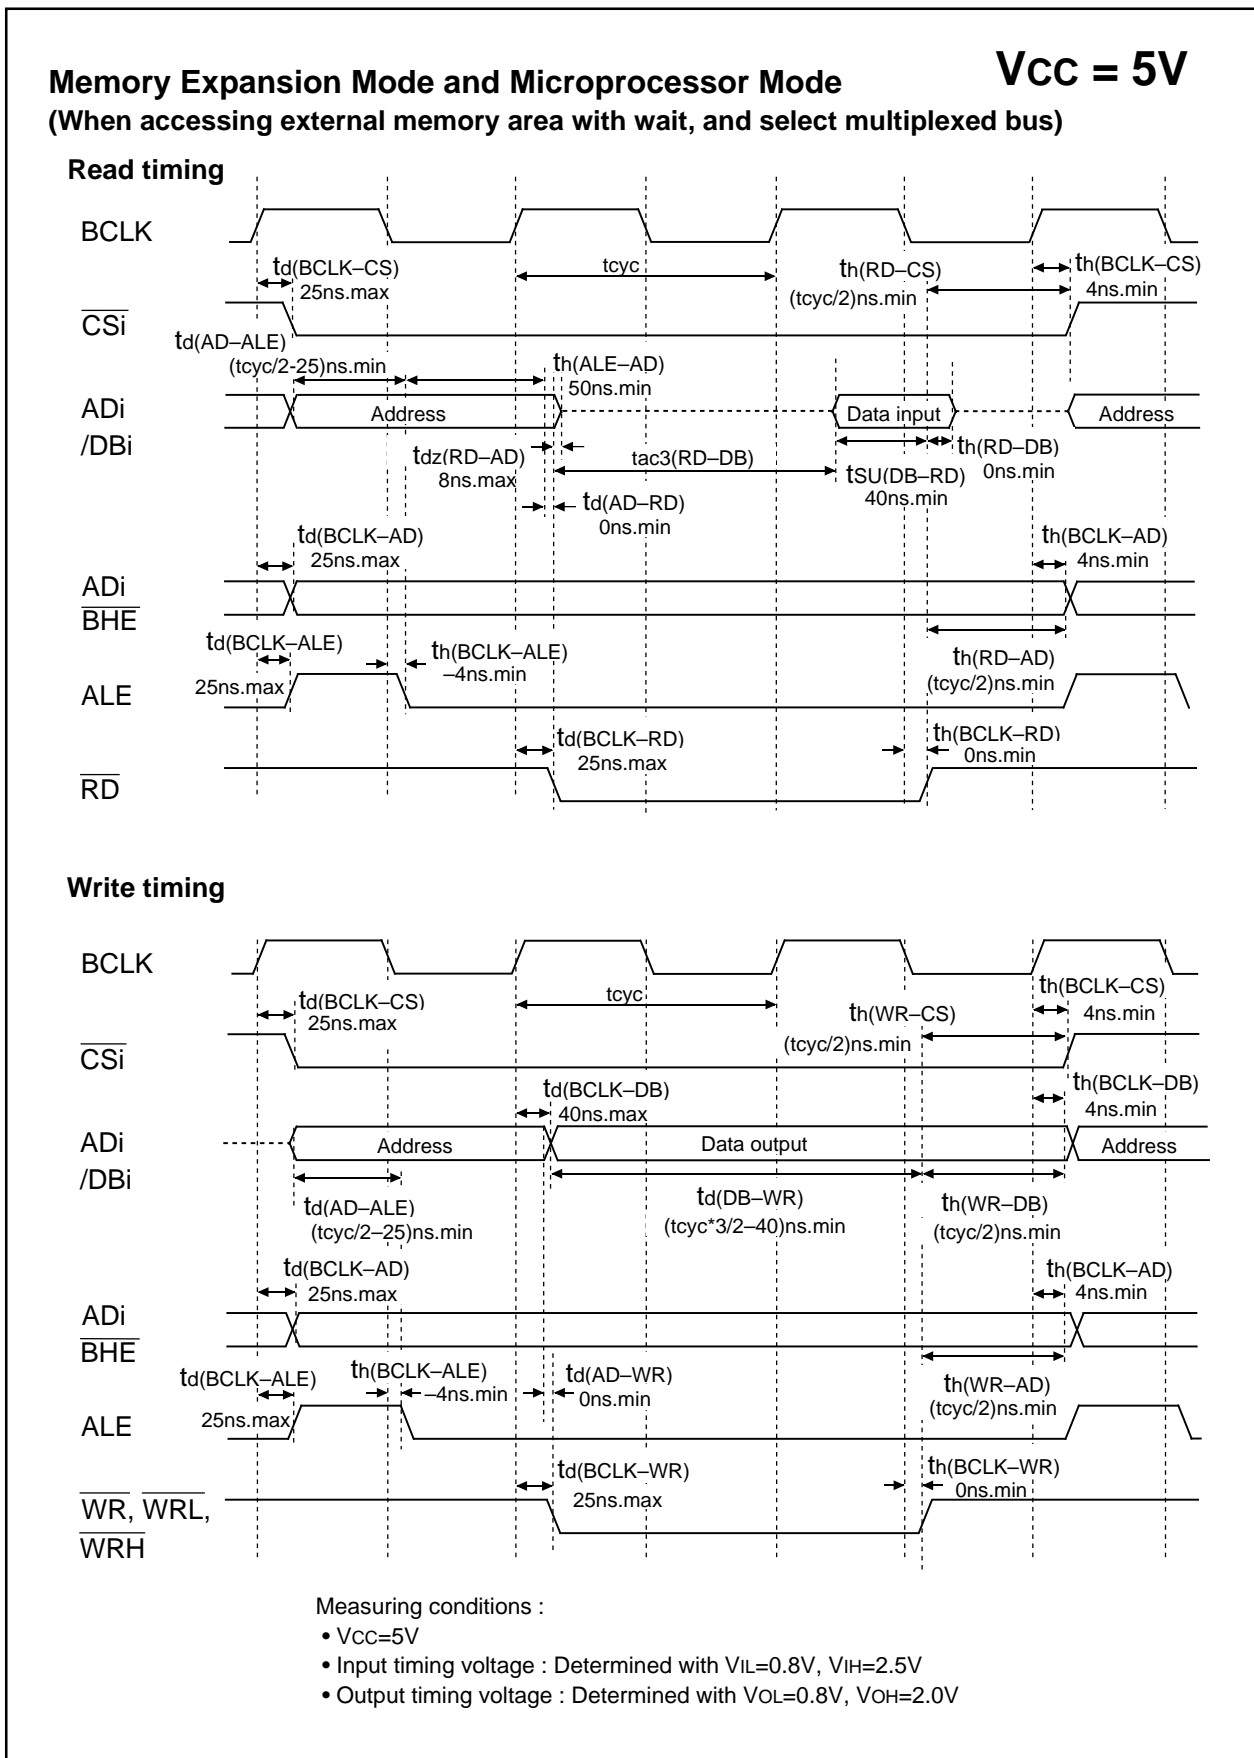 Memory Expansion Mode and Microprocessor Mode
VCC = 5V
(When accessing external memory area with wait, and select multiplexed bus)
Read timing
BCLK
td(BCLK–CS)
25ns.max
tcyc
th(RD–CS)
(tcyc/2)ns.min
th(BCLK–CS)
4ns.min
CSi
td(AD–ALE)
(tcyc/2-25)ns.min
th(ALE–AD)
50ns.min
ADi
/DBi
Address
Data input
Address
tdz(RD–AD)
8ns.max
tac3(RD–DB)
tSU(DB–RD)
40ns.min
th(RD–DB)
0ns.min
td(AD–RD)
0ns.min
td(BCLK–AD)
25ns.max
th(BCLK–AD)
4ns.min
ADi
BHE
td(BCLK–ALE)
25ns.max
th(BCLK–ALE)
–4ns.min
th(RD–AD)
(tcyc/2)ns.min
ALE
td(BCLK–RD)
25ns.max
th(BCLK–RD)
0ns.min
RD
Write timing
BCLK
td(BCLK–CS)
25ns.max
tcyc
th(WR–CS)
(tcyc/2)ns.min
th(BCLK–CS)
4ns.min
CSi
td(BCLK–DB)
40ns.max
th(BCLK–DB)
4ns.min
ADi
/DBi
Address
Data output
Address
td(AD–ALE)
(tcyc/2–25)ns.min
td(DB–WR)
(tcyc*3/2–40)ns.min
th(WR–DB)
(tcyc/2)ns.min
td(BCLK–AD)
25ns.max
th(BCLK–AD)
4ns.min
ADi
BHE
td(BCLK–ALE)
25ns.max
th(BCLK–ALE)
–4ns.min
td(AD–WR)
0ns.min
th(WR–AD)
(tcyc/2)ns.min
ALE
td(BCLK–WR)
25ns.max
th(BCLK–WR)
0ns.min
WR, WRL,
WRH
Measuring conditions :
• VCC=5V
• Input timing voltage : Determined with VIL=0.8V, VIH=2.5V
• Output timing voltage : Determined with VOL=0.8V, VOH=2.0V